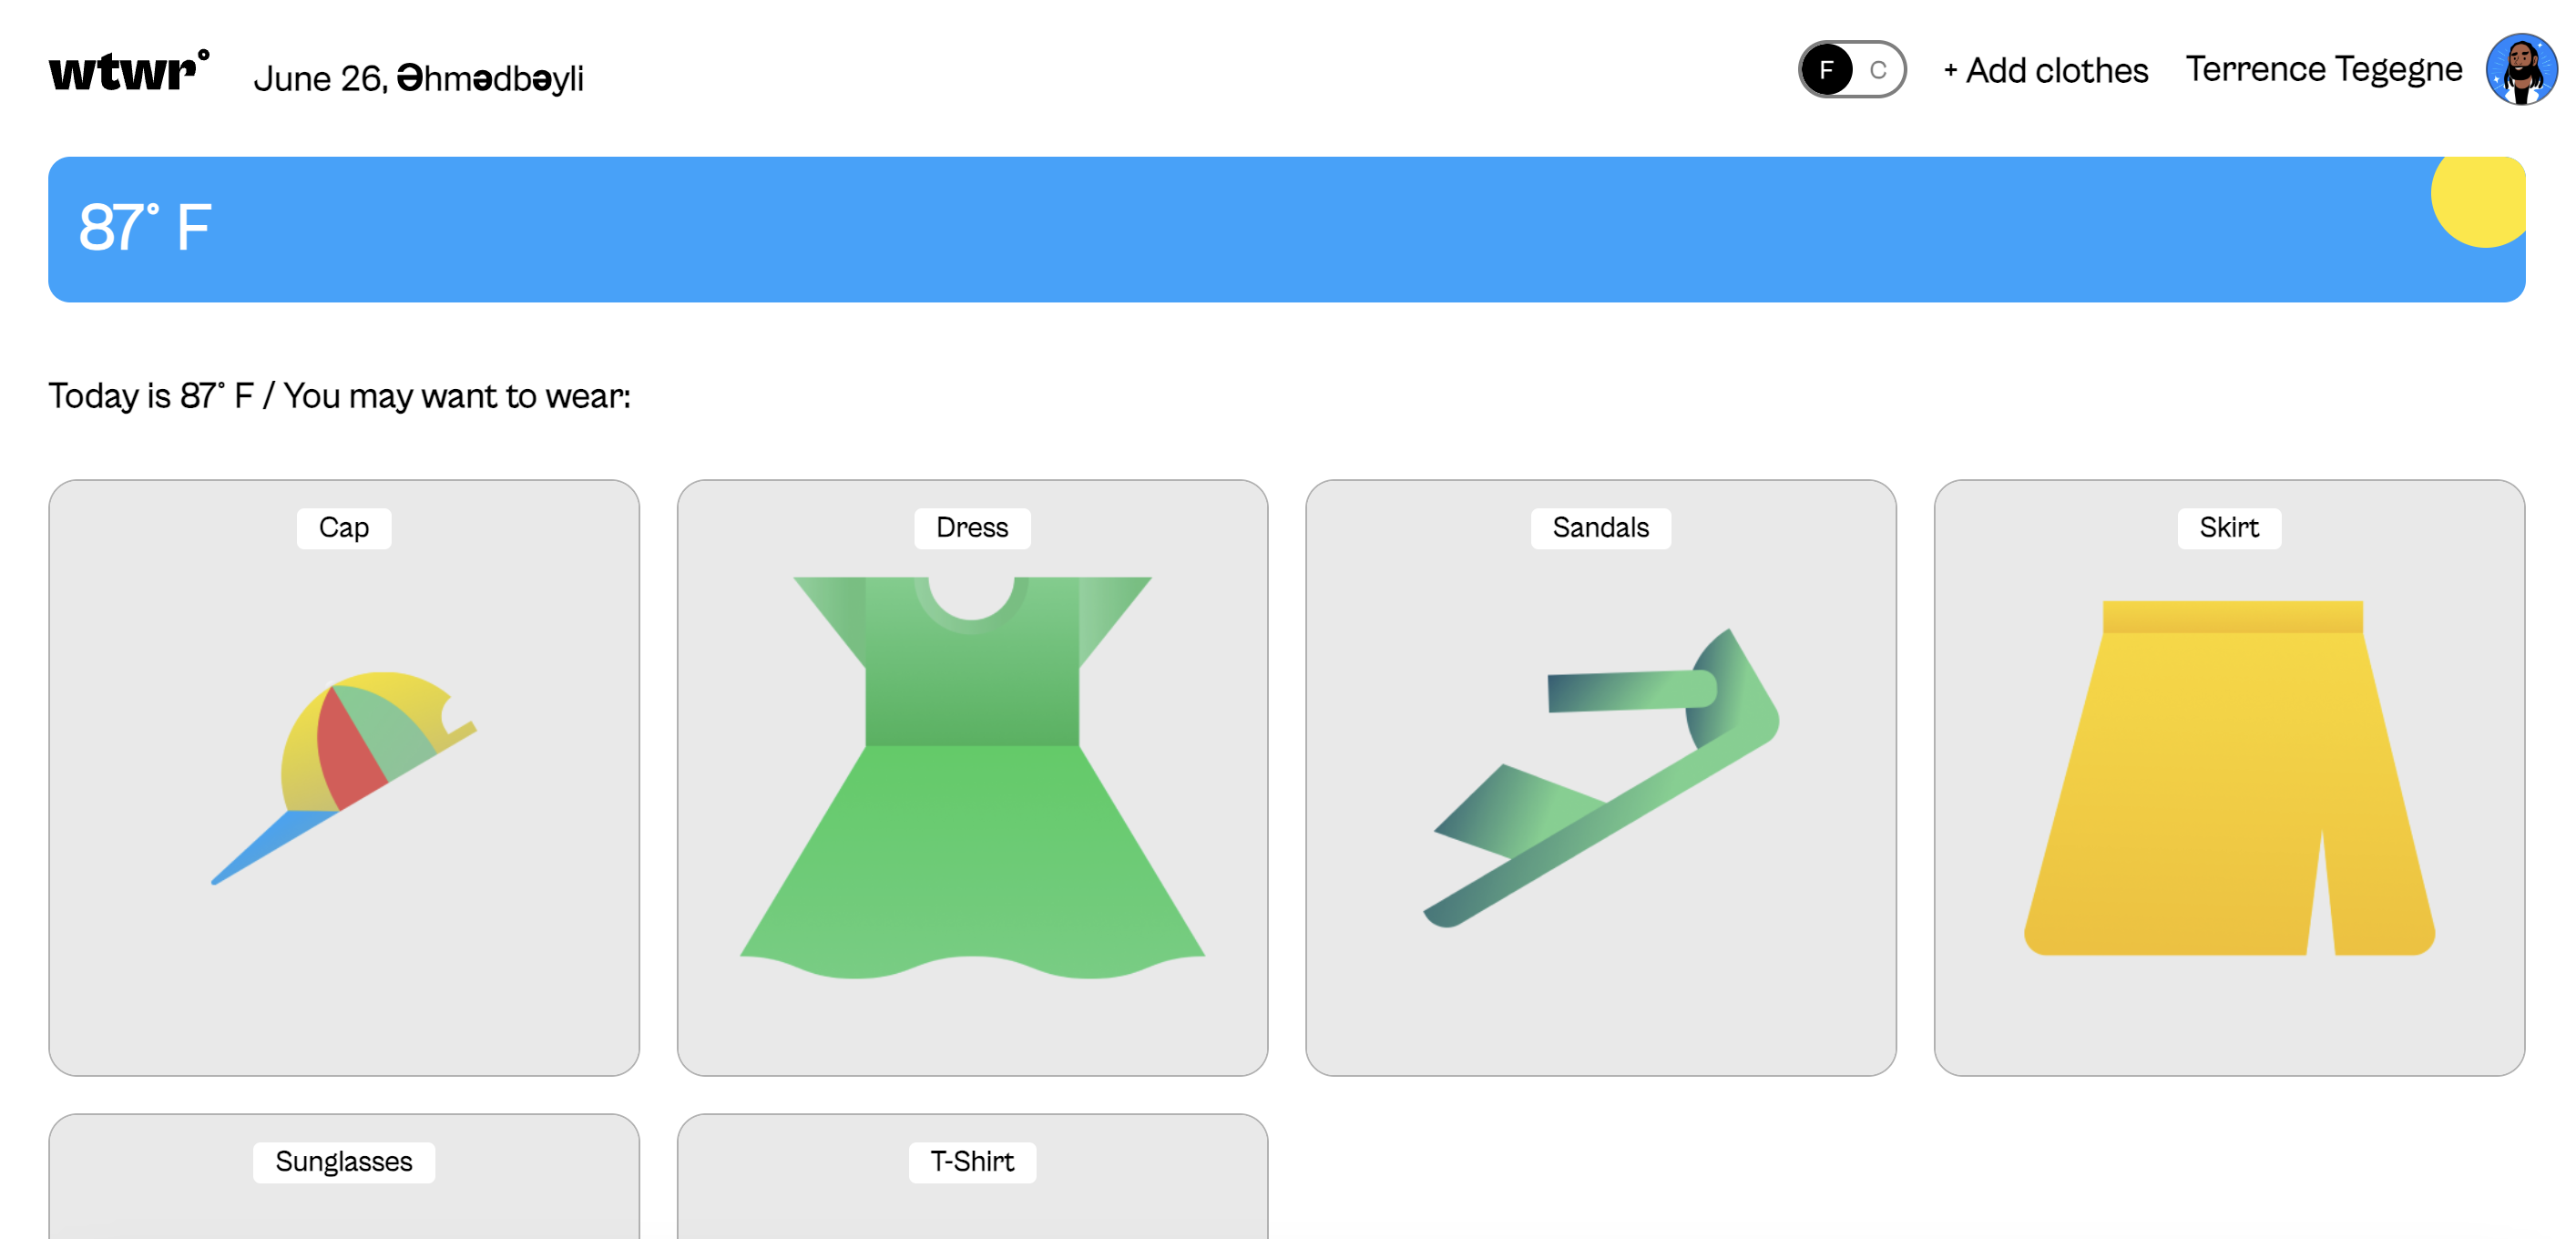 wtwr°
June 26, Əhmədbəyli
F C
+ Add clothes
Terrence Tegegne
87° F
Today is 87° F / You may want to wear:
Cap
Dress
Sandals
Skirt
Sunglasses
T-Shirt